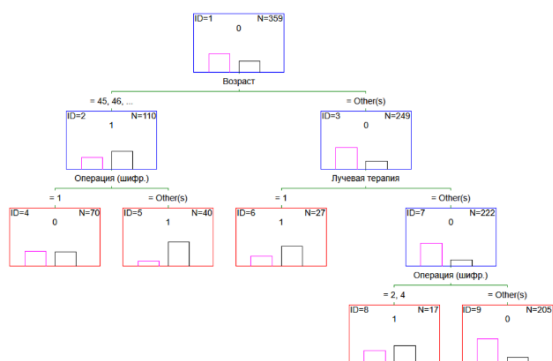 ID=1 N=359
0
Возраст
= 45, 46, ... = Other(s)
ID=2 N=110 ID=3 N=249
1 0
Операция (шифр.) Лучевая терапия
= 1 = Other(s) = 1 = Other(s)
ID=4 N=70 ID=5 N=40 ID=6 N=27 ID=7 N=222
0 1 1 0
Операция (шифр.)
= 2, 4 = Other(s)
ID=8 N=17 ID=9 N=205
1 0